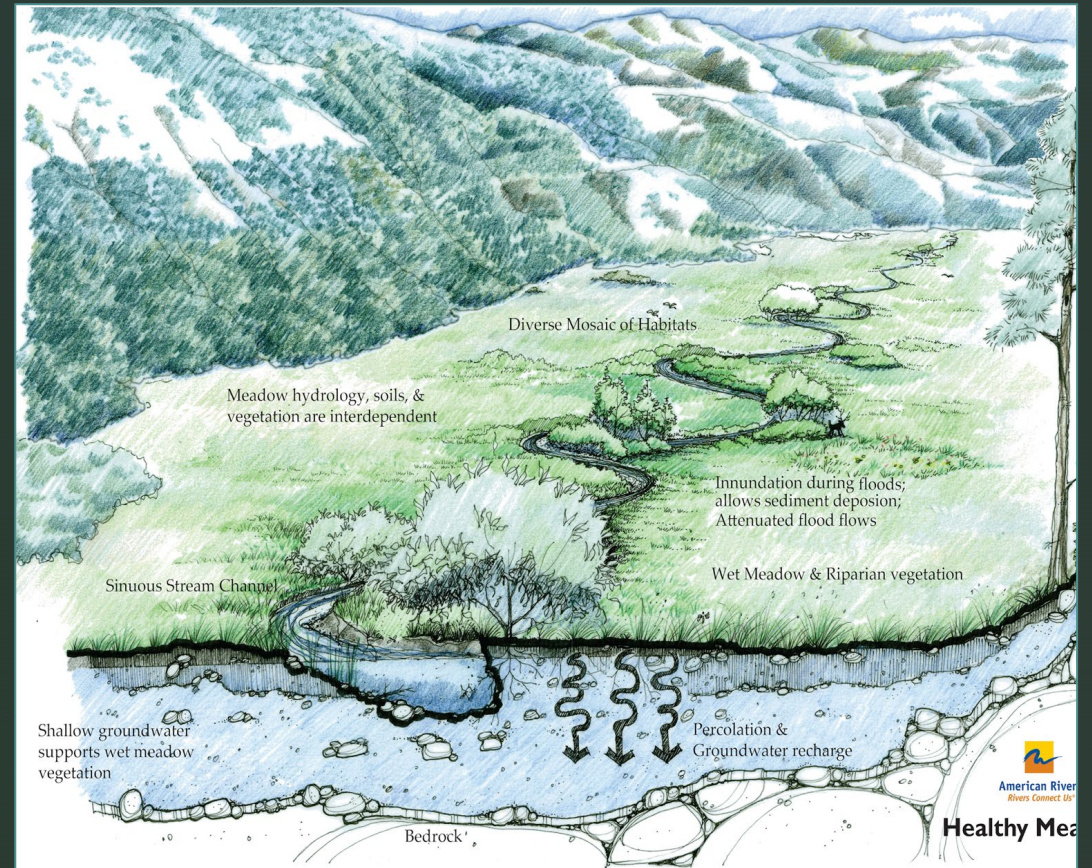 Diverse Mosaic of Habitats
Meadow hydrology, soils, &
vegetation are interdependent
Innundation during floods;
allows sediment deposion;
Attenuated flood flows
Wet Meadow & Riparian vegetation
Sinuous Stream Channel
Shallow groundwater
supports wet meadow
vegetation
Percolation &
Groundwater recharge
Bedrock
American River
Rivers Connect Us
Healthy Mea